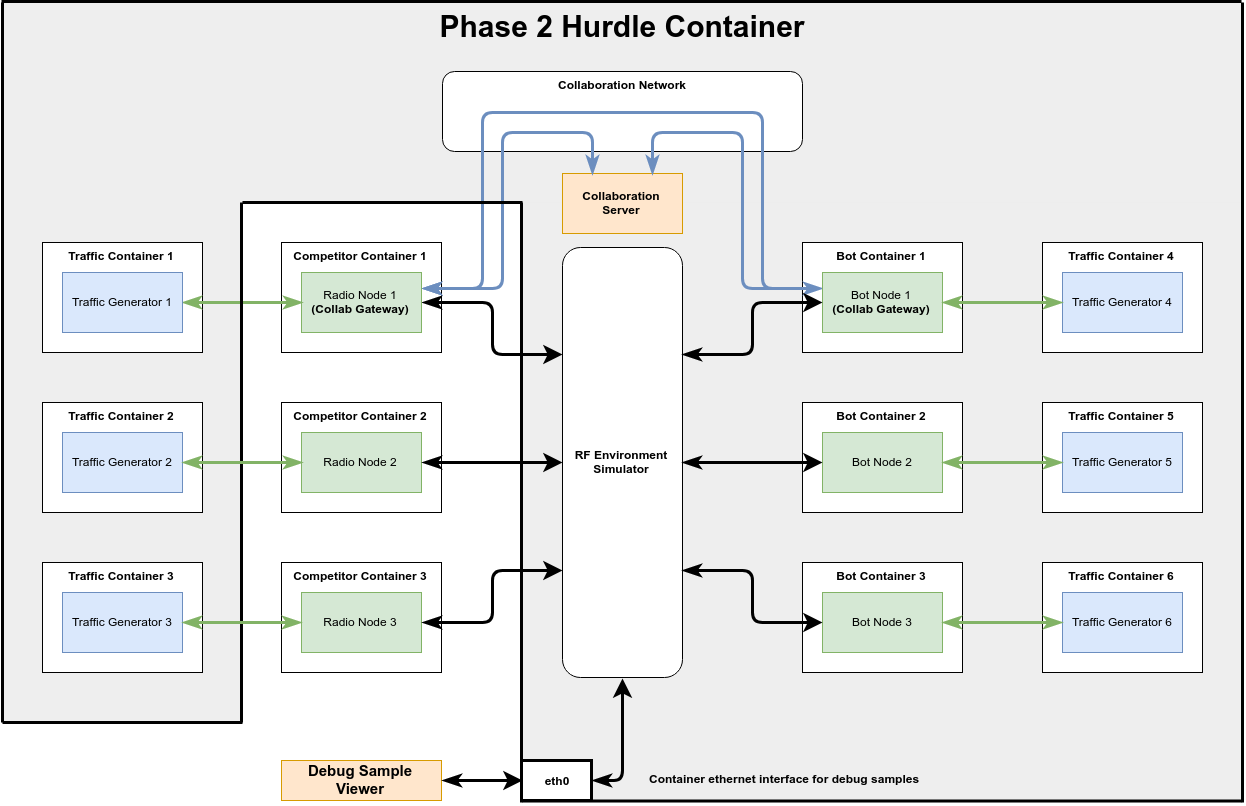 Phase 2 Hurdle Container
Collaboration Network
Collaboration
Server
Traffic Container 1
Traffic Generator 1
Competitor Container 1
Radio Node 1
(Collab Gateway)
Bot Container 1
Bot Node 1
(Collab Gateway)
Traffic Container 4
Traffic Generator 4
Traffic Container 2
Traffic Generator 2
Competitor Container 2
Radio Node 2
RF Environment
Simulator
Bot Container 2
Bot Node 2
Traffic Container 5
Traffic Generator 5
Traffic Container 3
Traffic Generator 3
Competitor Container 3
Radio Node 3
Bot Container 3
Bot Node 3
Traffic Container 6
Traffic Generator 6
Debug Sample
Viewer
eth0
Container ethernet interface for debug samples